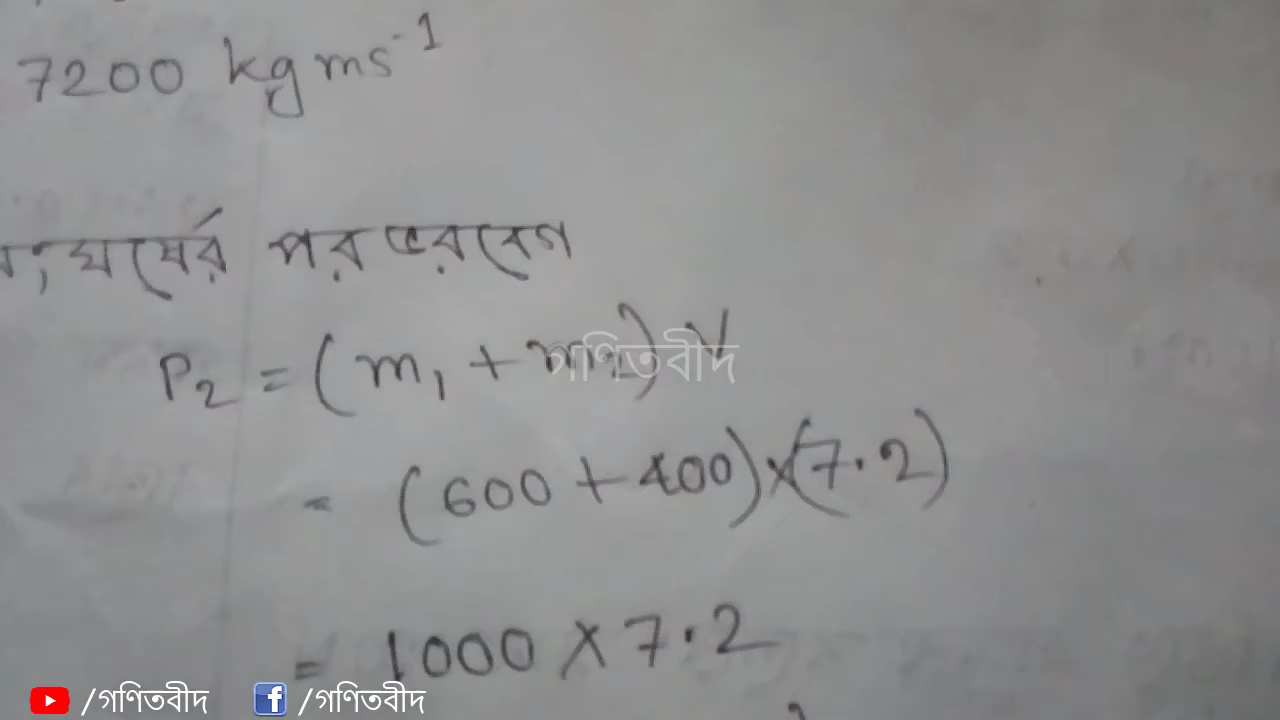 7200 kg ms⁻¹
সংঘর্ষের পর ভরবেগ
P₂ = (m₁ + m₂) V
গণিতবীদ
= (600 + 400) × (7.2)
= 1000 × 7.2
/গণিতবীদ /গণিতবীদ